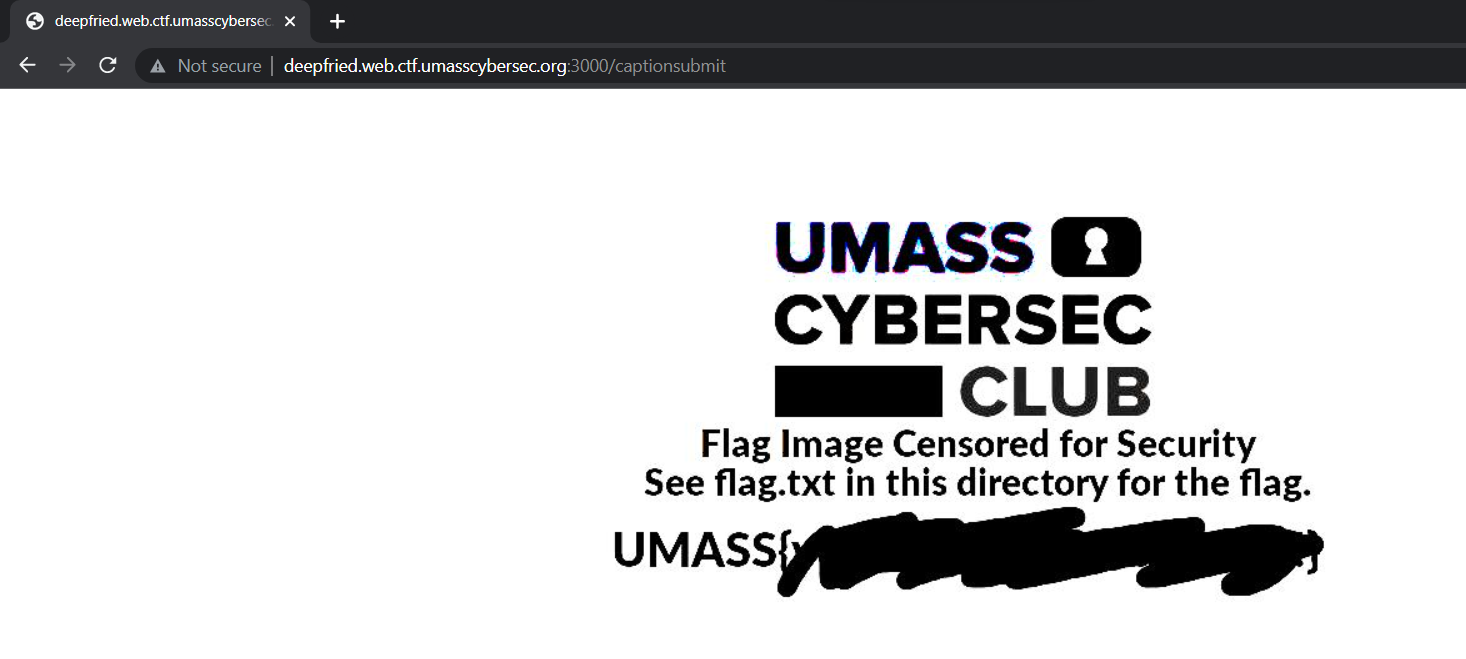 deepfried.web.ctf.umasscybersec.
Not secure | deepfried.web.ctf.umasscybersec.org:3000/captionsubmit
UMASS
CYBERSEC
CLUB
Flag Image Censored for Security
See flag.txt in this directory for the flag.
UMASS{